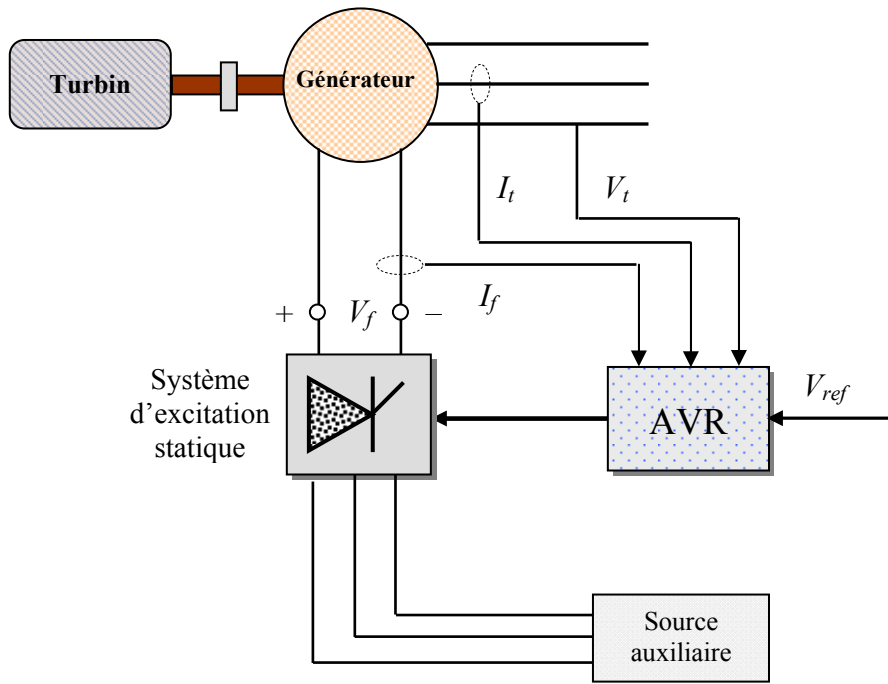 Turbin
Générateur
I_t
V_t
I_f
+
V_f
–
Système
d’excitation
statique
AVR
V_ref
Source
auxiliaire